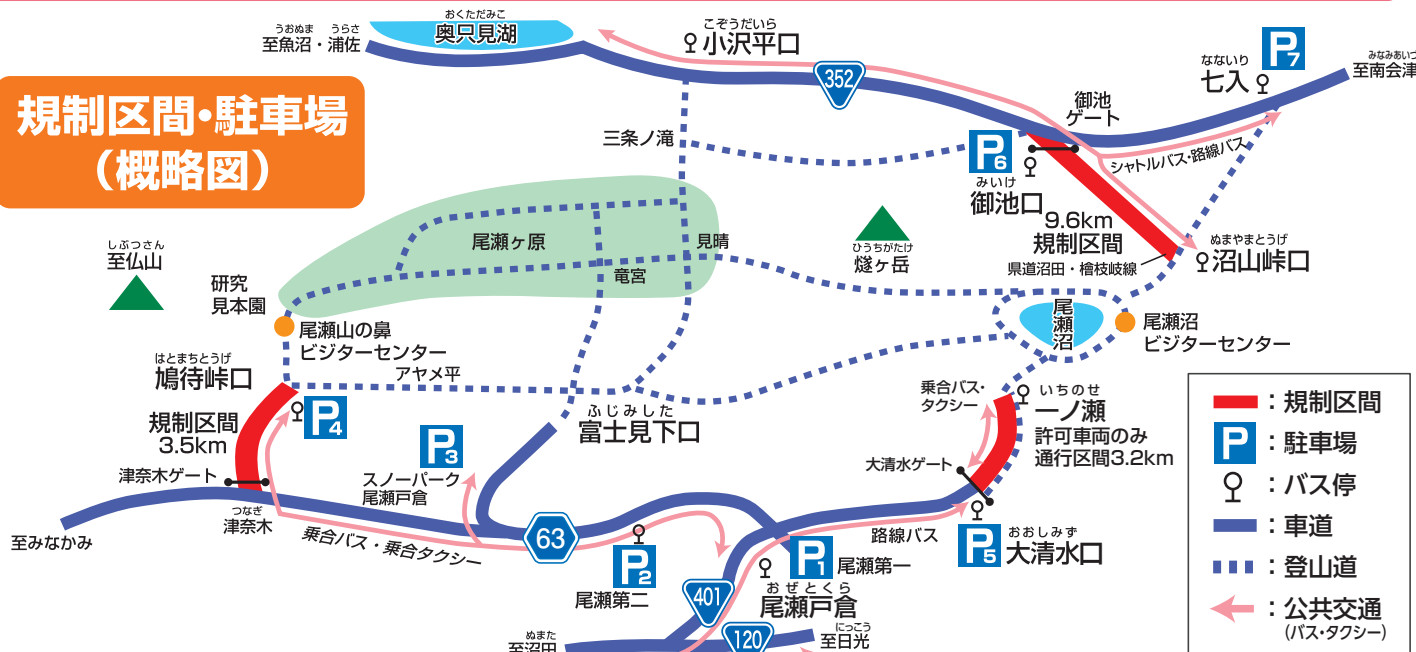 おくただみこ
奥只見湖
うおぬま うらさ
至魚沼・浦佐
こぞうだいら
小沢平口
352
なないり
七入
P7
みなみあいづ
至南会津
規制区間・駐車場
（概略図）
御池
ゲート
三条ノ滝
P6
シャトルバス・路線バス
みいけ
御池口
9.6km
規制区間
県道沼田・檜枝岐線
ぬまやまとうげ
沼山峠口
尾瀬ヶ原
見晴
竜宮
ひうちがたけ
燧ヶ岳
しぶつさん
至仏山
研究
見本園
尾瀬山の鼻
ビジターセンター
尾瀬沼
尾瀬沼
ビジターセンター
はとまちとうげ
鳩待峠口
アヤメ平
規制区間
3.5km
P4
津奈木ゲート
つなぎ
津奈木
至みなかみ
P3
スノーパーク
尾瀬戸倉
ふじみした
富士見下口
乗合バス・乗合タクシー
63
P2
尾瀬第二
乗合バス・
タクシー
いちのせ
一ノ瀬
許可車両のみ
通行区間3.2km
大清水ゲート
路線バス
P5
おおしみず
大清水口
P1
尾瀬第一
おぜとくら
尾瀬戸倉
401
120
ぬまた
至沼田
にっこう
至日光
：規制区間
P：駐車場
：バス停
：車道
：登山道
：公共交通
（バス・タクシー）